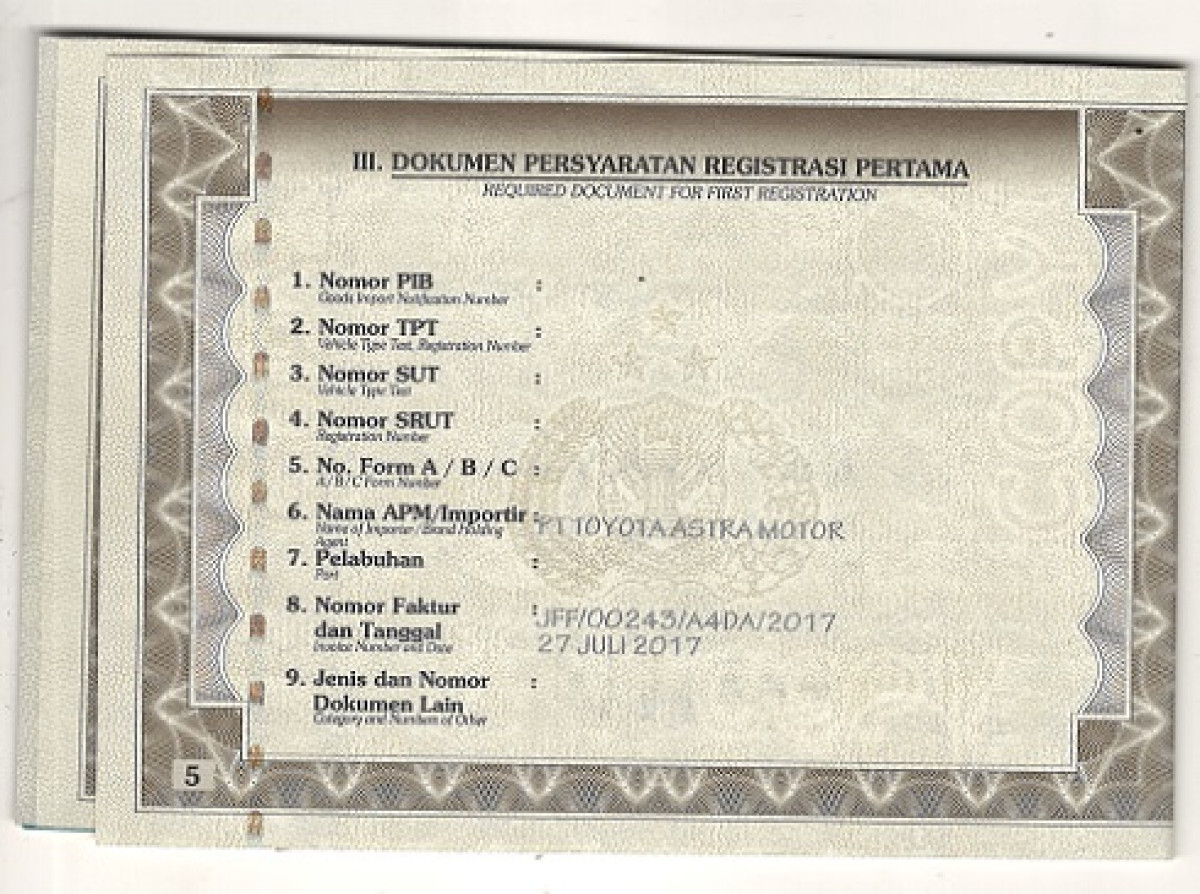 III. DOKUMEN PERSYARATAN REGISTRASI PERTAMA
REQUIRED DOCUMENT FOR FIRST REGISTRATION
1. Nomor PIB :
Goods Import Notification Number
2. Nomor TPT :
Vehicle Type Test, Registration Number
3. Nomor SUT :
Vehicle Type Test
4. Nomor SRUT :
Registration Number
5. No. Form A / B / C :
A / B / C Form Number
6. Nama APM/Importir : PT TOYOTA ASTRA MOTOR
Name of Importer / Brand Holding
Agent
7. Pelabuhan :
Port
8. Nomor Faktur : JFF/00243/A4DA/2017
dan Tanggal 27 JULI 2017
Invoice Number and Date
9. Jenis dan Nomor :
Dokumen Lain
Category and Number of Other
5